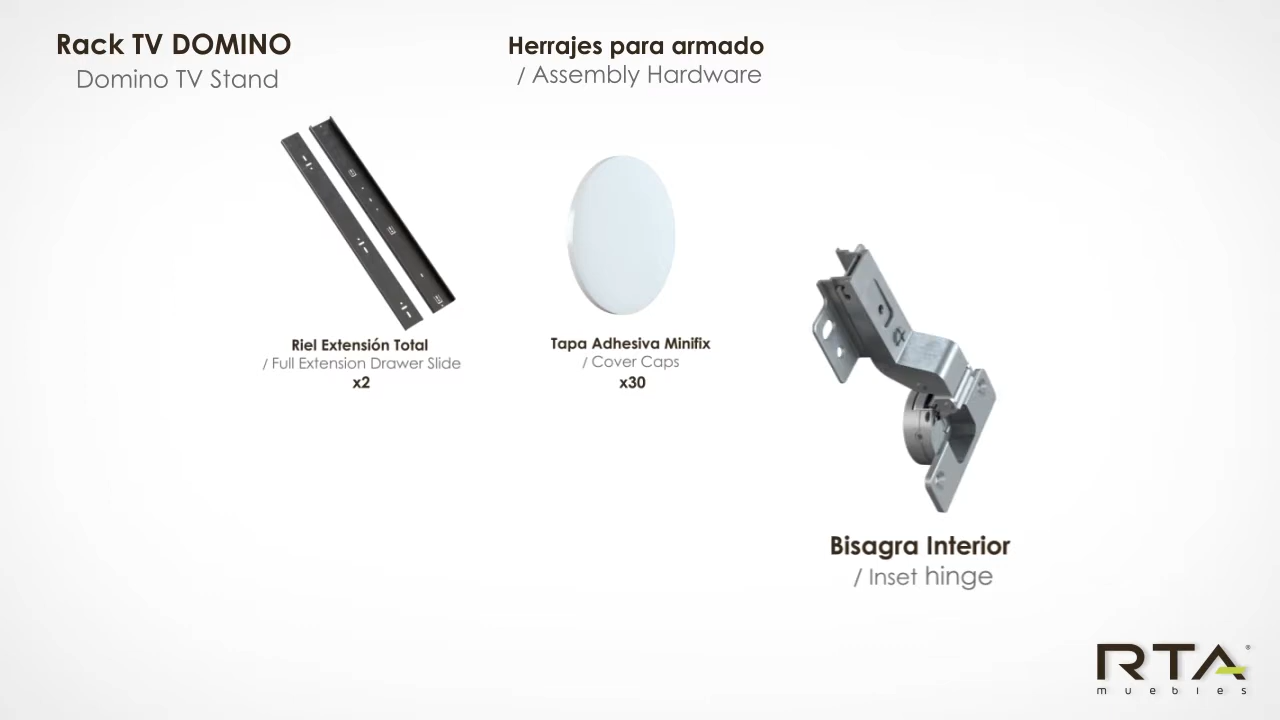 Rack TV DOMINO
Domino TV Stand
Herrajes para armado
/ Assembly Hardware
Riel Extensión Total
/ Full Extension Drawer Slide
x2
Tapa Adhesiva Minifix
/ Cover Caps
x30
Bisagra Interior
/ Inset hinge
RTA®
muebles